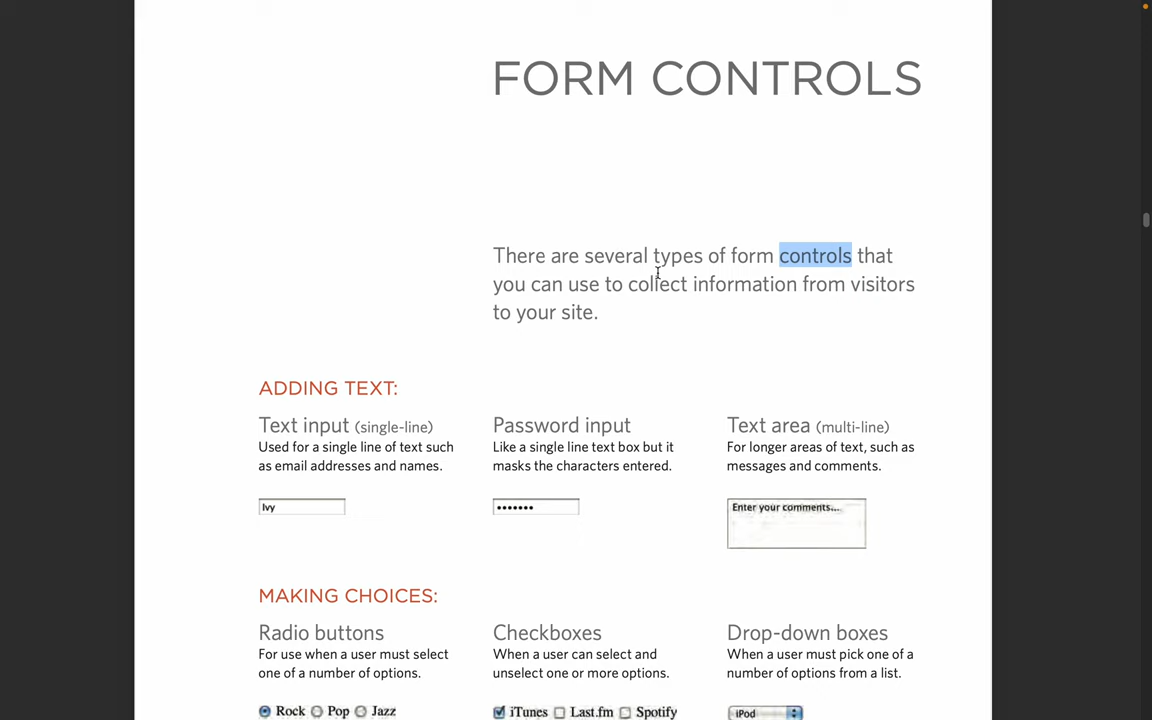 FORM CONTROLS
There are several types of form controls that
you can use to collect information from visitors
to your site.
ADDING TEXT:
Text input (single-line)
Used for a single line of text such
as email addresses and names.
Ivy
Password input
Like a single line text box but it
masks the characters entered.
•••••••
Text area (multi-line)
For longer areas of text, such as
messages and comments.
Enter your comments...
MAKING CHOICES:
Radio buttons
For use when a user must select
one of a number of options.
Rock Pop Jazz
Checkboxes
When a user can select and
unselect one or more options.
iTunes Last.fm Spotify
Drop-down boxes
When a user must pick one of a
number of options from a list.
iPod